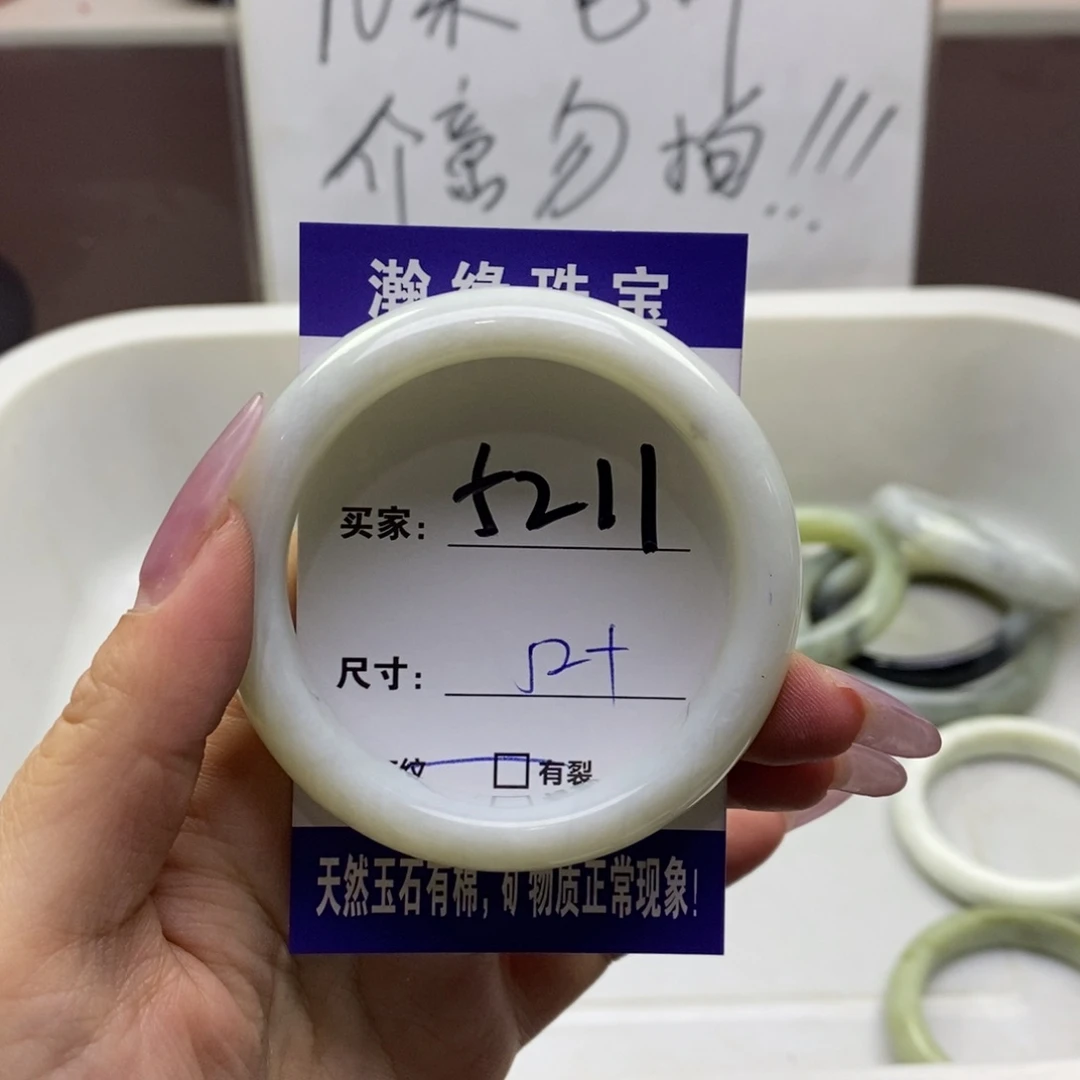 介意勿拍!!!...
瀚缘珠宝
买家: 5211
尺寸: 52+
纹 □有裂
天然玉石有棉,矿物质正常现象!